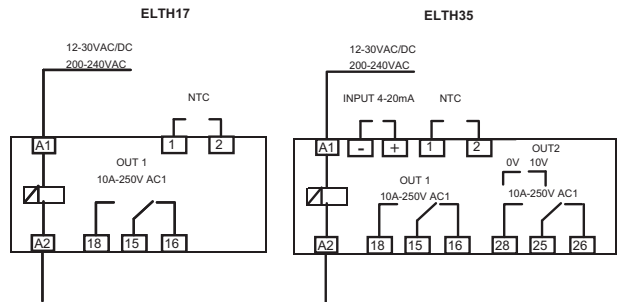 ELTH17
12-30VAC/DC
200-240VAC
NTC
A1 1 2
OUT 1
10A-250V AC1
A2 18 15 16
ELTH35
12-30VAC/DC
200-240VAC
INPUT 4-20mA NTC
A1 - + 1 2
OUT2
0V 10V
OUT 1
10A-250V AC1 10A-250V AC1
A2 18 15 16 28 25 26